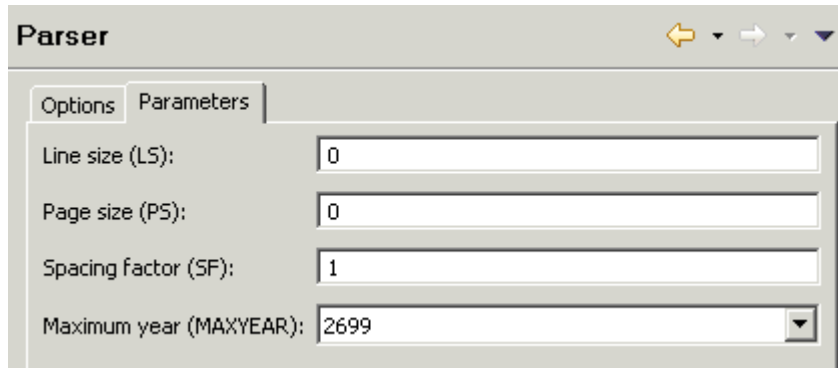 Parser
Options Parameters
Line size (LS): 0
Page size (PS): 0
Spacing factor (SF): 1
Maximum year (MAXYEAR): 2699